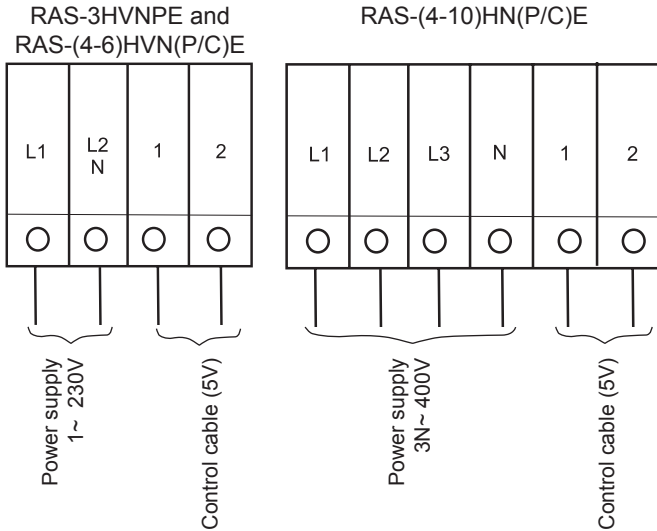 RAS-3HVNPE and
RAS-(4-6)HVN(P/C)E
L1
L2
N
1
2
Power supply
1~ 230V
Control cable (5V)
RAS-(4-10)HN(P/C)E
L1
L2
L3
N
1
2
Power supply
3N~ 400V
Control cable (5V)